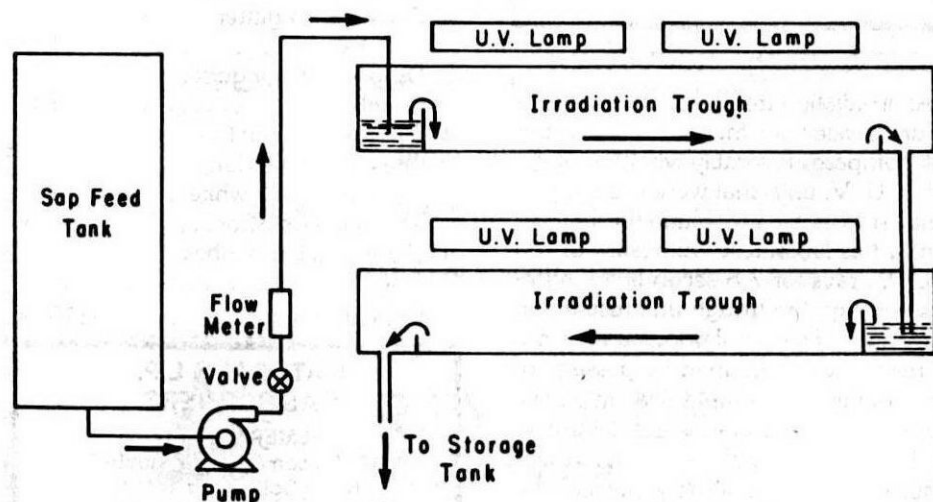 U.V. Lamp U.V. Lamp
Irradiation Trough
Sap Feed
Tank
U.V. Lamp U.V. Lamp
Irradiation Trough
Flow
Meter
Valve
Pump
To Storage
Tank